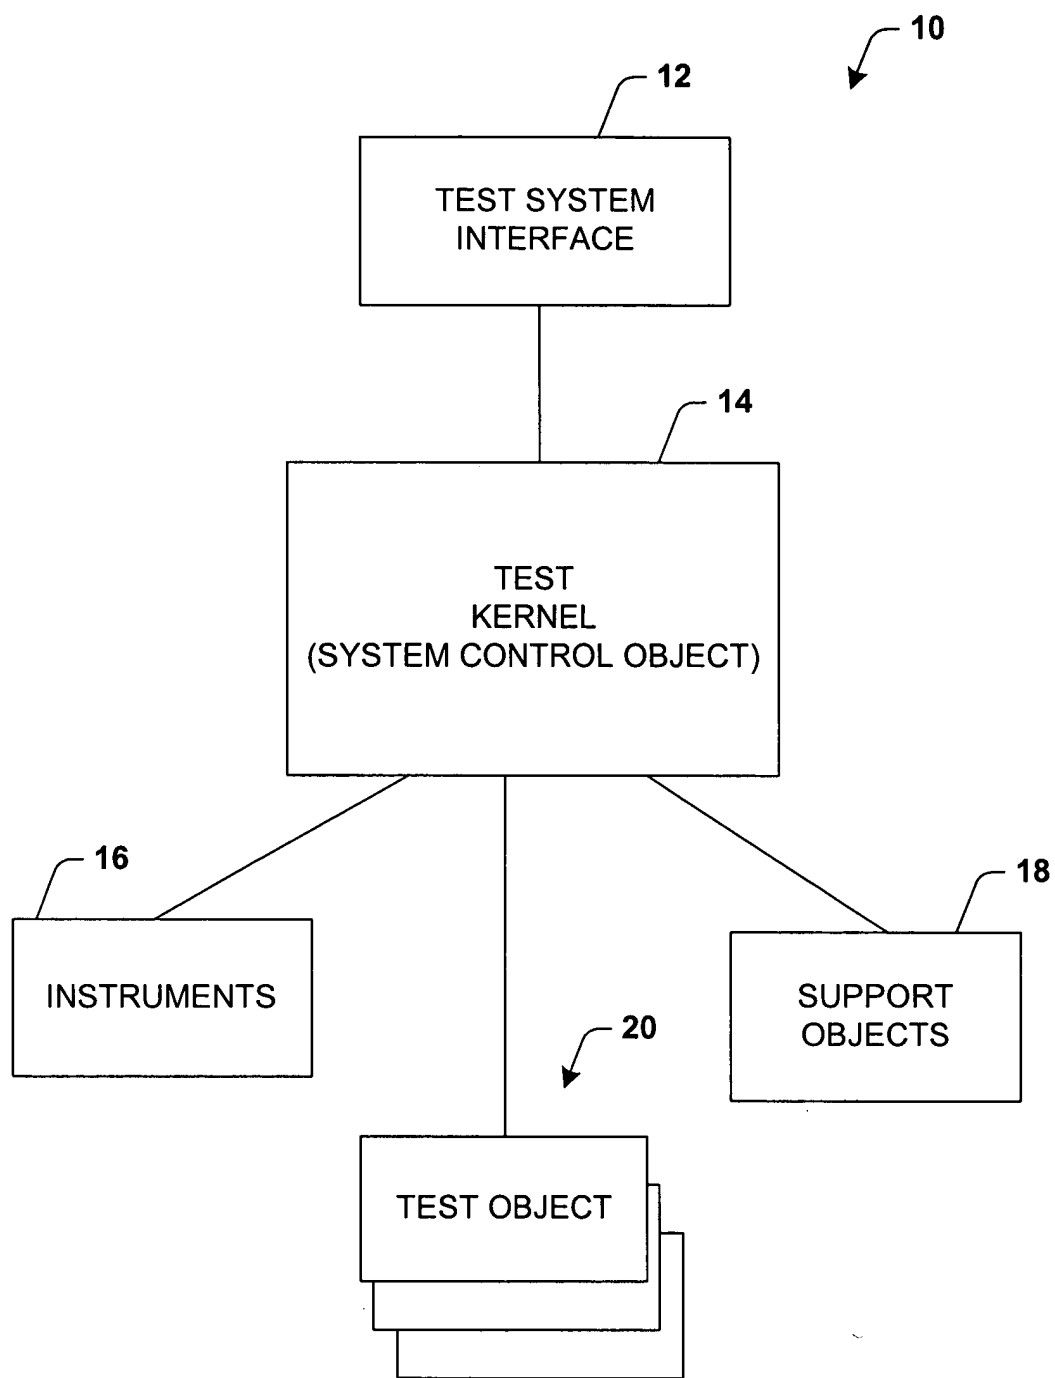 10
12
TEST SYSTEM
INTERFACE
14
TEST
KERNEL
(SYSTEM CONTROL OBJECT)
16
INSTRUMENTS
18
SUPPORT
OBJECTS
20
TEST OBJECT